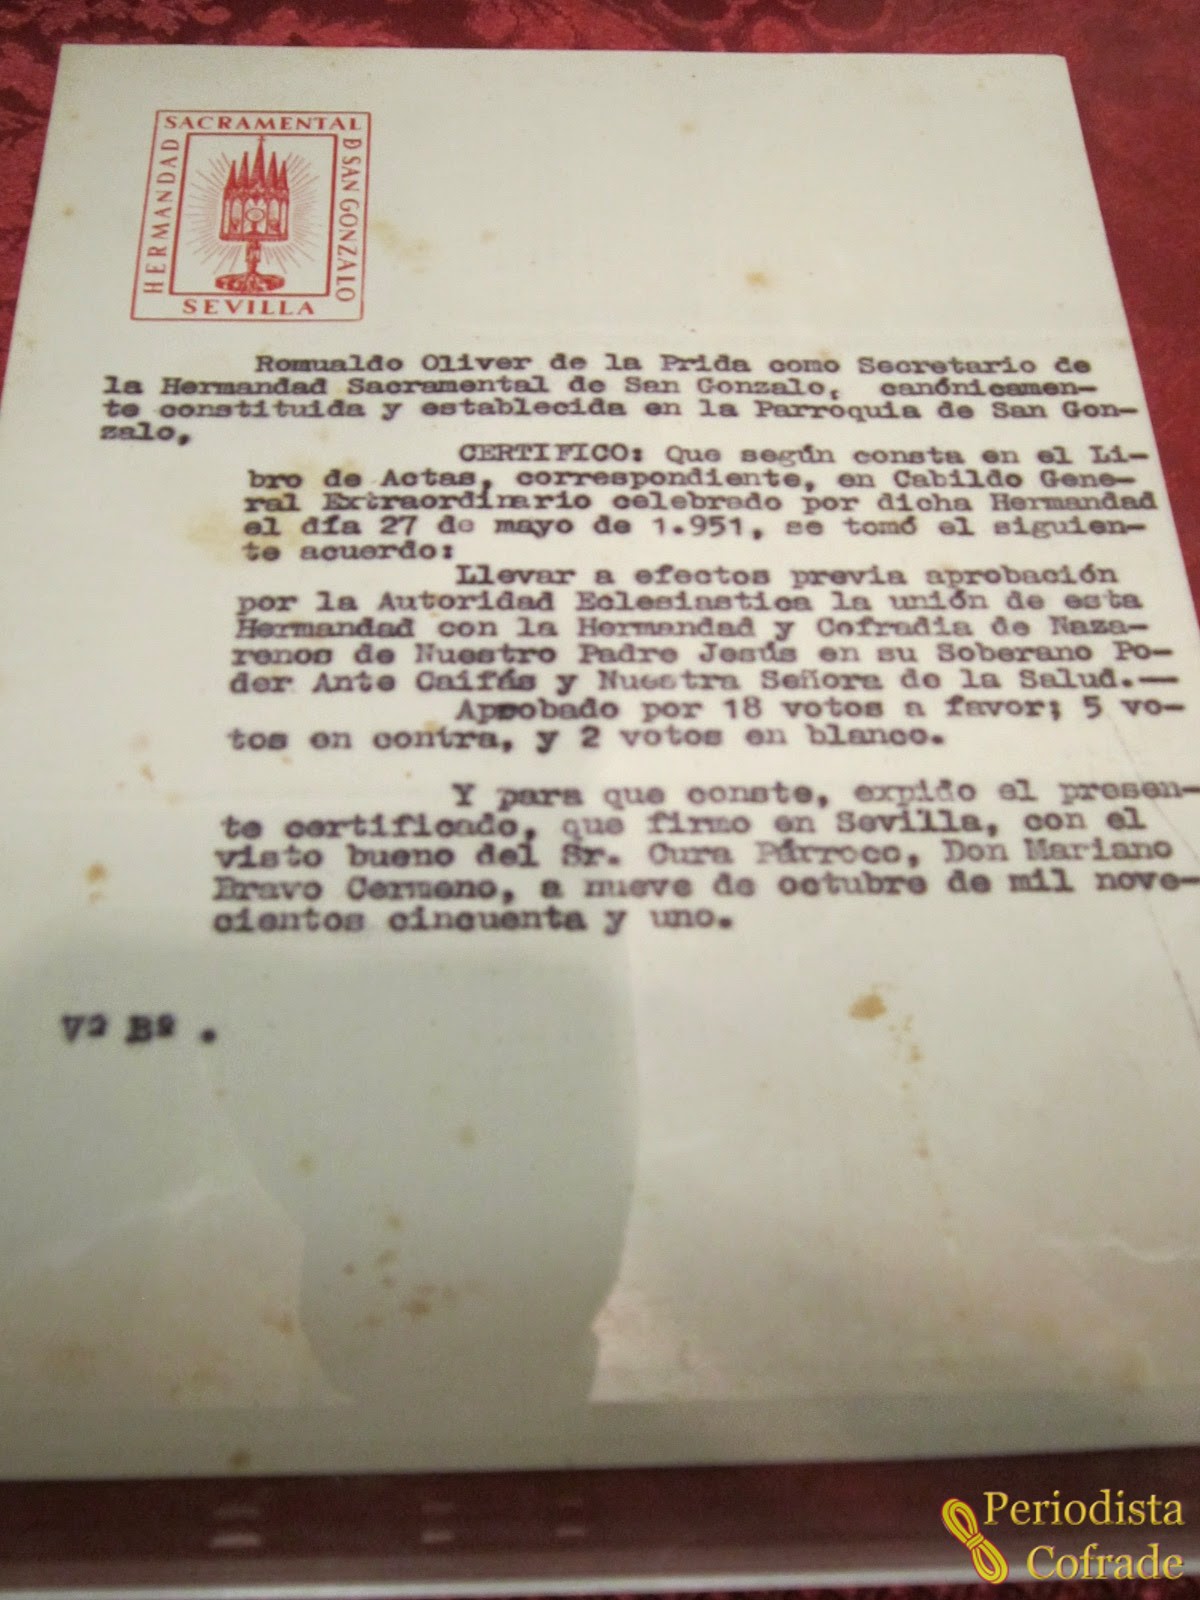 SACRAMENTAL
HERMANDAD
D SAN GONZALO
SEVILLA
Romualdo Oliver de la Prida como Secretario de
la Hermandad Sacramental de San Gonzalo, canónicamen-
te constituida y establecida en la Parroquia de San Gon-
zalo,
CERTIFICO: Que según consta en el Li-
bro de Actas, correspondiente, en Cabildo Gene-
ral Extraordinario celebrado por dicha Hermandad
el día 27 de mayo de 1.951, se tomó el siguien-
te acuerdo:
Llevar a efectos previa aprobación
por la Autoridad Eclesiastica la unión de esta
Hermandad con la Hermandad y Cofradia de Naza-
renos de Nuestro Padre Jesús en su Soberano Po-
der Ante Caifás y Nuestra Señora de la Salud.—
Aprobado por 18 votos a favor; 5 vo-
tos en contra, y 2 votos en blanco.
Y para que conste, expido el presen-
te certificado, que firmo en Sevilla, con el
visto bueno del Sr. Cura Párroco, Don Mariano
Bravo Cermeno, a nueve de octubre de mil nove-
cientos cincuenta y uno.
Vº Bº .
Periodista
Cofrade